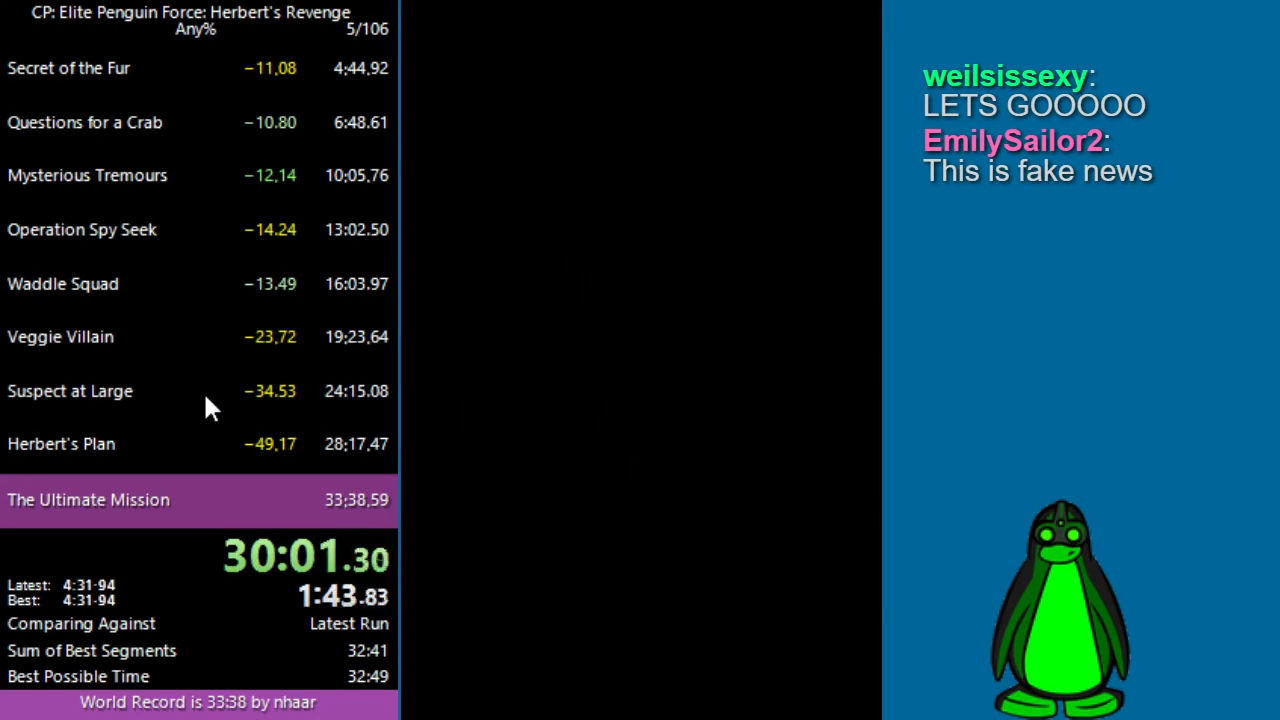 CP: Elite Penguin Force: Herbert's Revenge
Any% 5/106
Secret of the Fur −11.08 4:44.92
Questions for a Crab −10.80 6:48.61
Mysterious Tremours −12.14 10:05.76
Operation Spy Seek −14.24 13:02.50
Waddle Squad −13.49 16:03.97
Veggie Villain −23.72 19:23.64
Suspect at Large −34.53 24:15.08
Herbert's Plan −49.17 28:17.47
The Ultimate Mission 33:38.59
30:01.30
Latest: 4:31.94
Best: 4:31.94
1:43.83
Comparing Against Latest Run
Sum of Best Segments 32:41
Best Possible Time 32:49
World Record is 33:38 by nhaar
weilsissexy:
LETS GOOOOO
EmilySailor2:
This is fake news